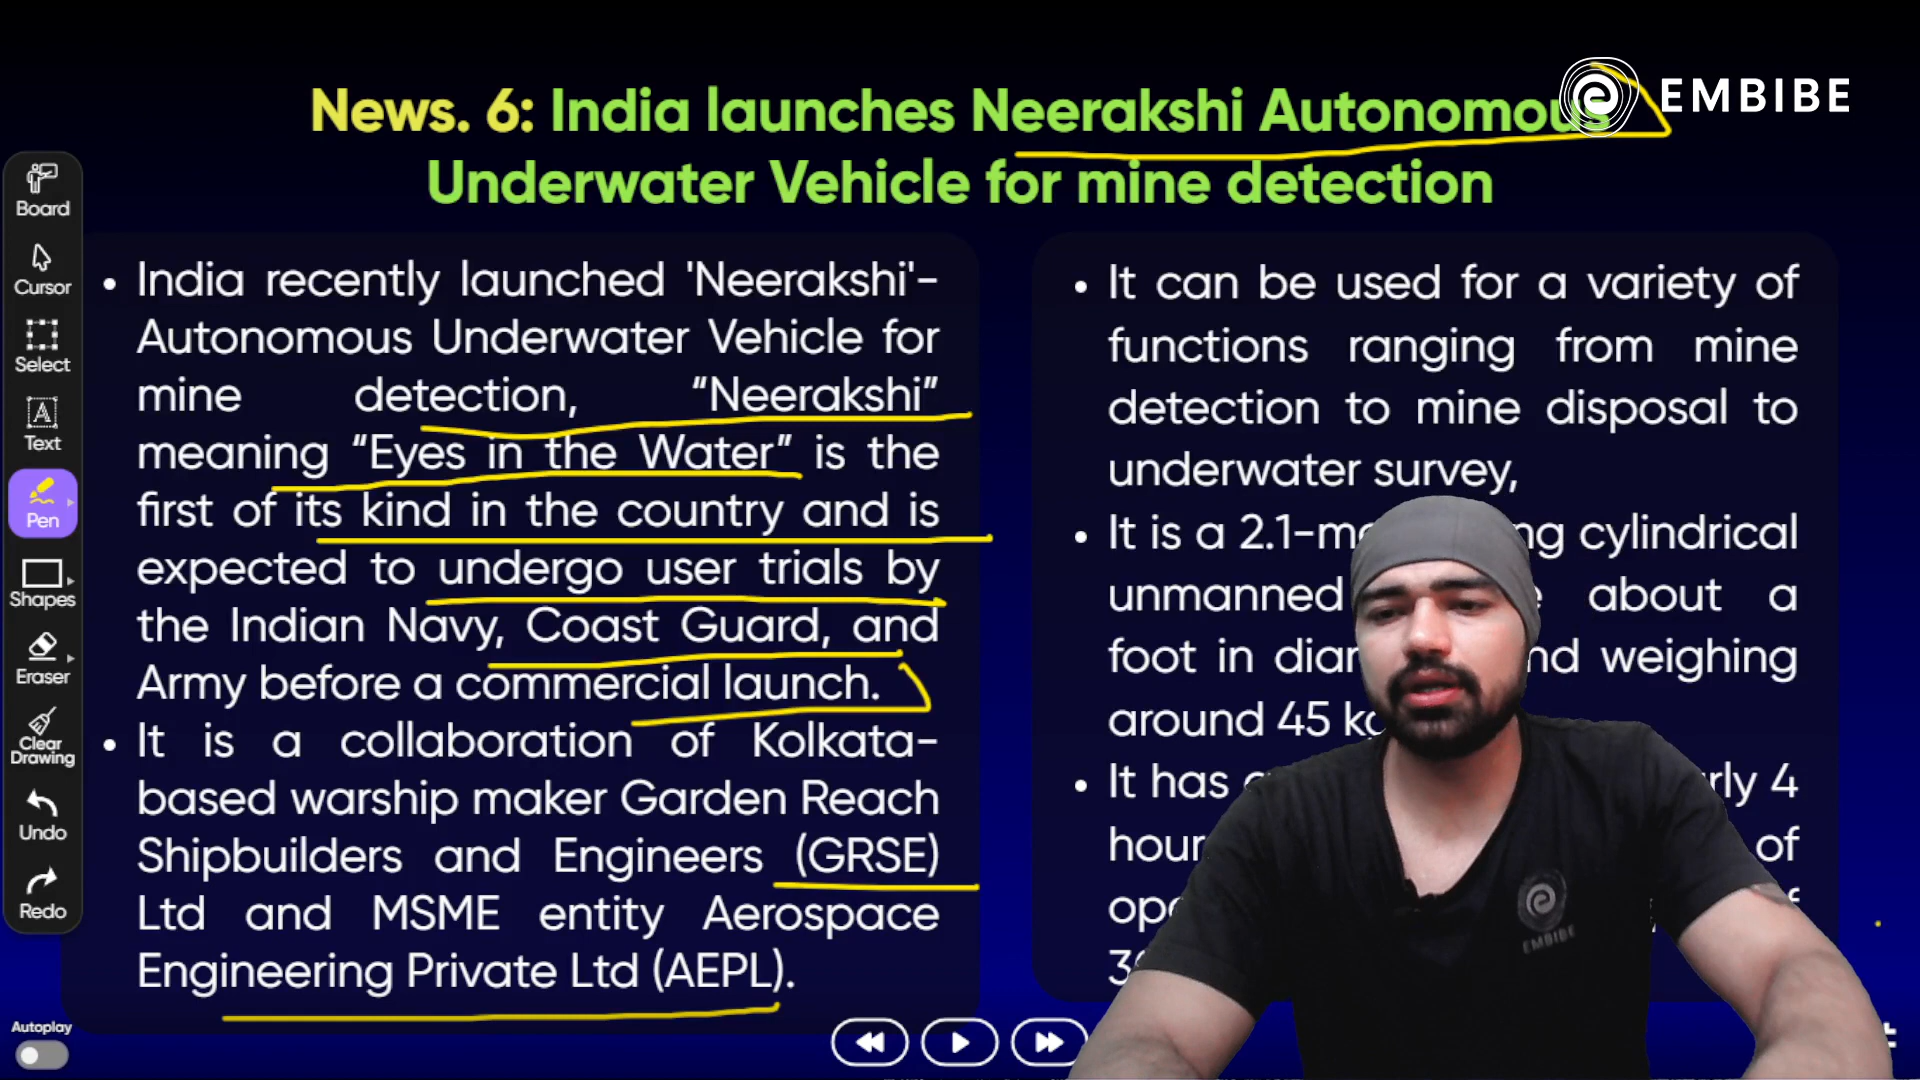 EMBIBE
News. 6: India launches Neerakshi Autonomous
Underwater Vehicle for mine detection
Board
Cursor
Select
Text
Pen
Shapes
Eraser
Clear
Drawing
Undo
Redo
Autoplay
• India recently launched 'Neerakshi'-
Autonomous Underwater Vehicle for
mine detection, “Neerakshi”
meaning “Eyes in the Water” is the
first of its kind in the country and is
expected to undergo user trials by
the Indian Navy, Coast Guard, and
Army before a commercial launch.
• It is a collaboration of Kolkata-
based warship maker Garden Reach
Shipbuilders and Engineers (GRSE)
Ltd and MSME entity Aerospace
Engineering Private Ltd (AEPL).
• It can be used for a variety of
functions ranging from mine
detection to mine disposal to
underwater survey,
• It is a cylindrical
unmanned about a
foot in and weighing
around 45
• It has 4
of
EMBIBE